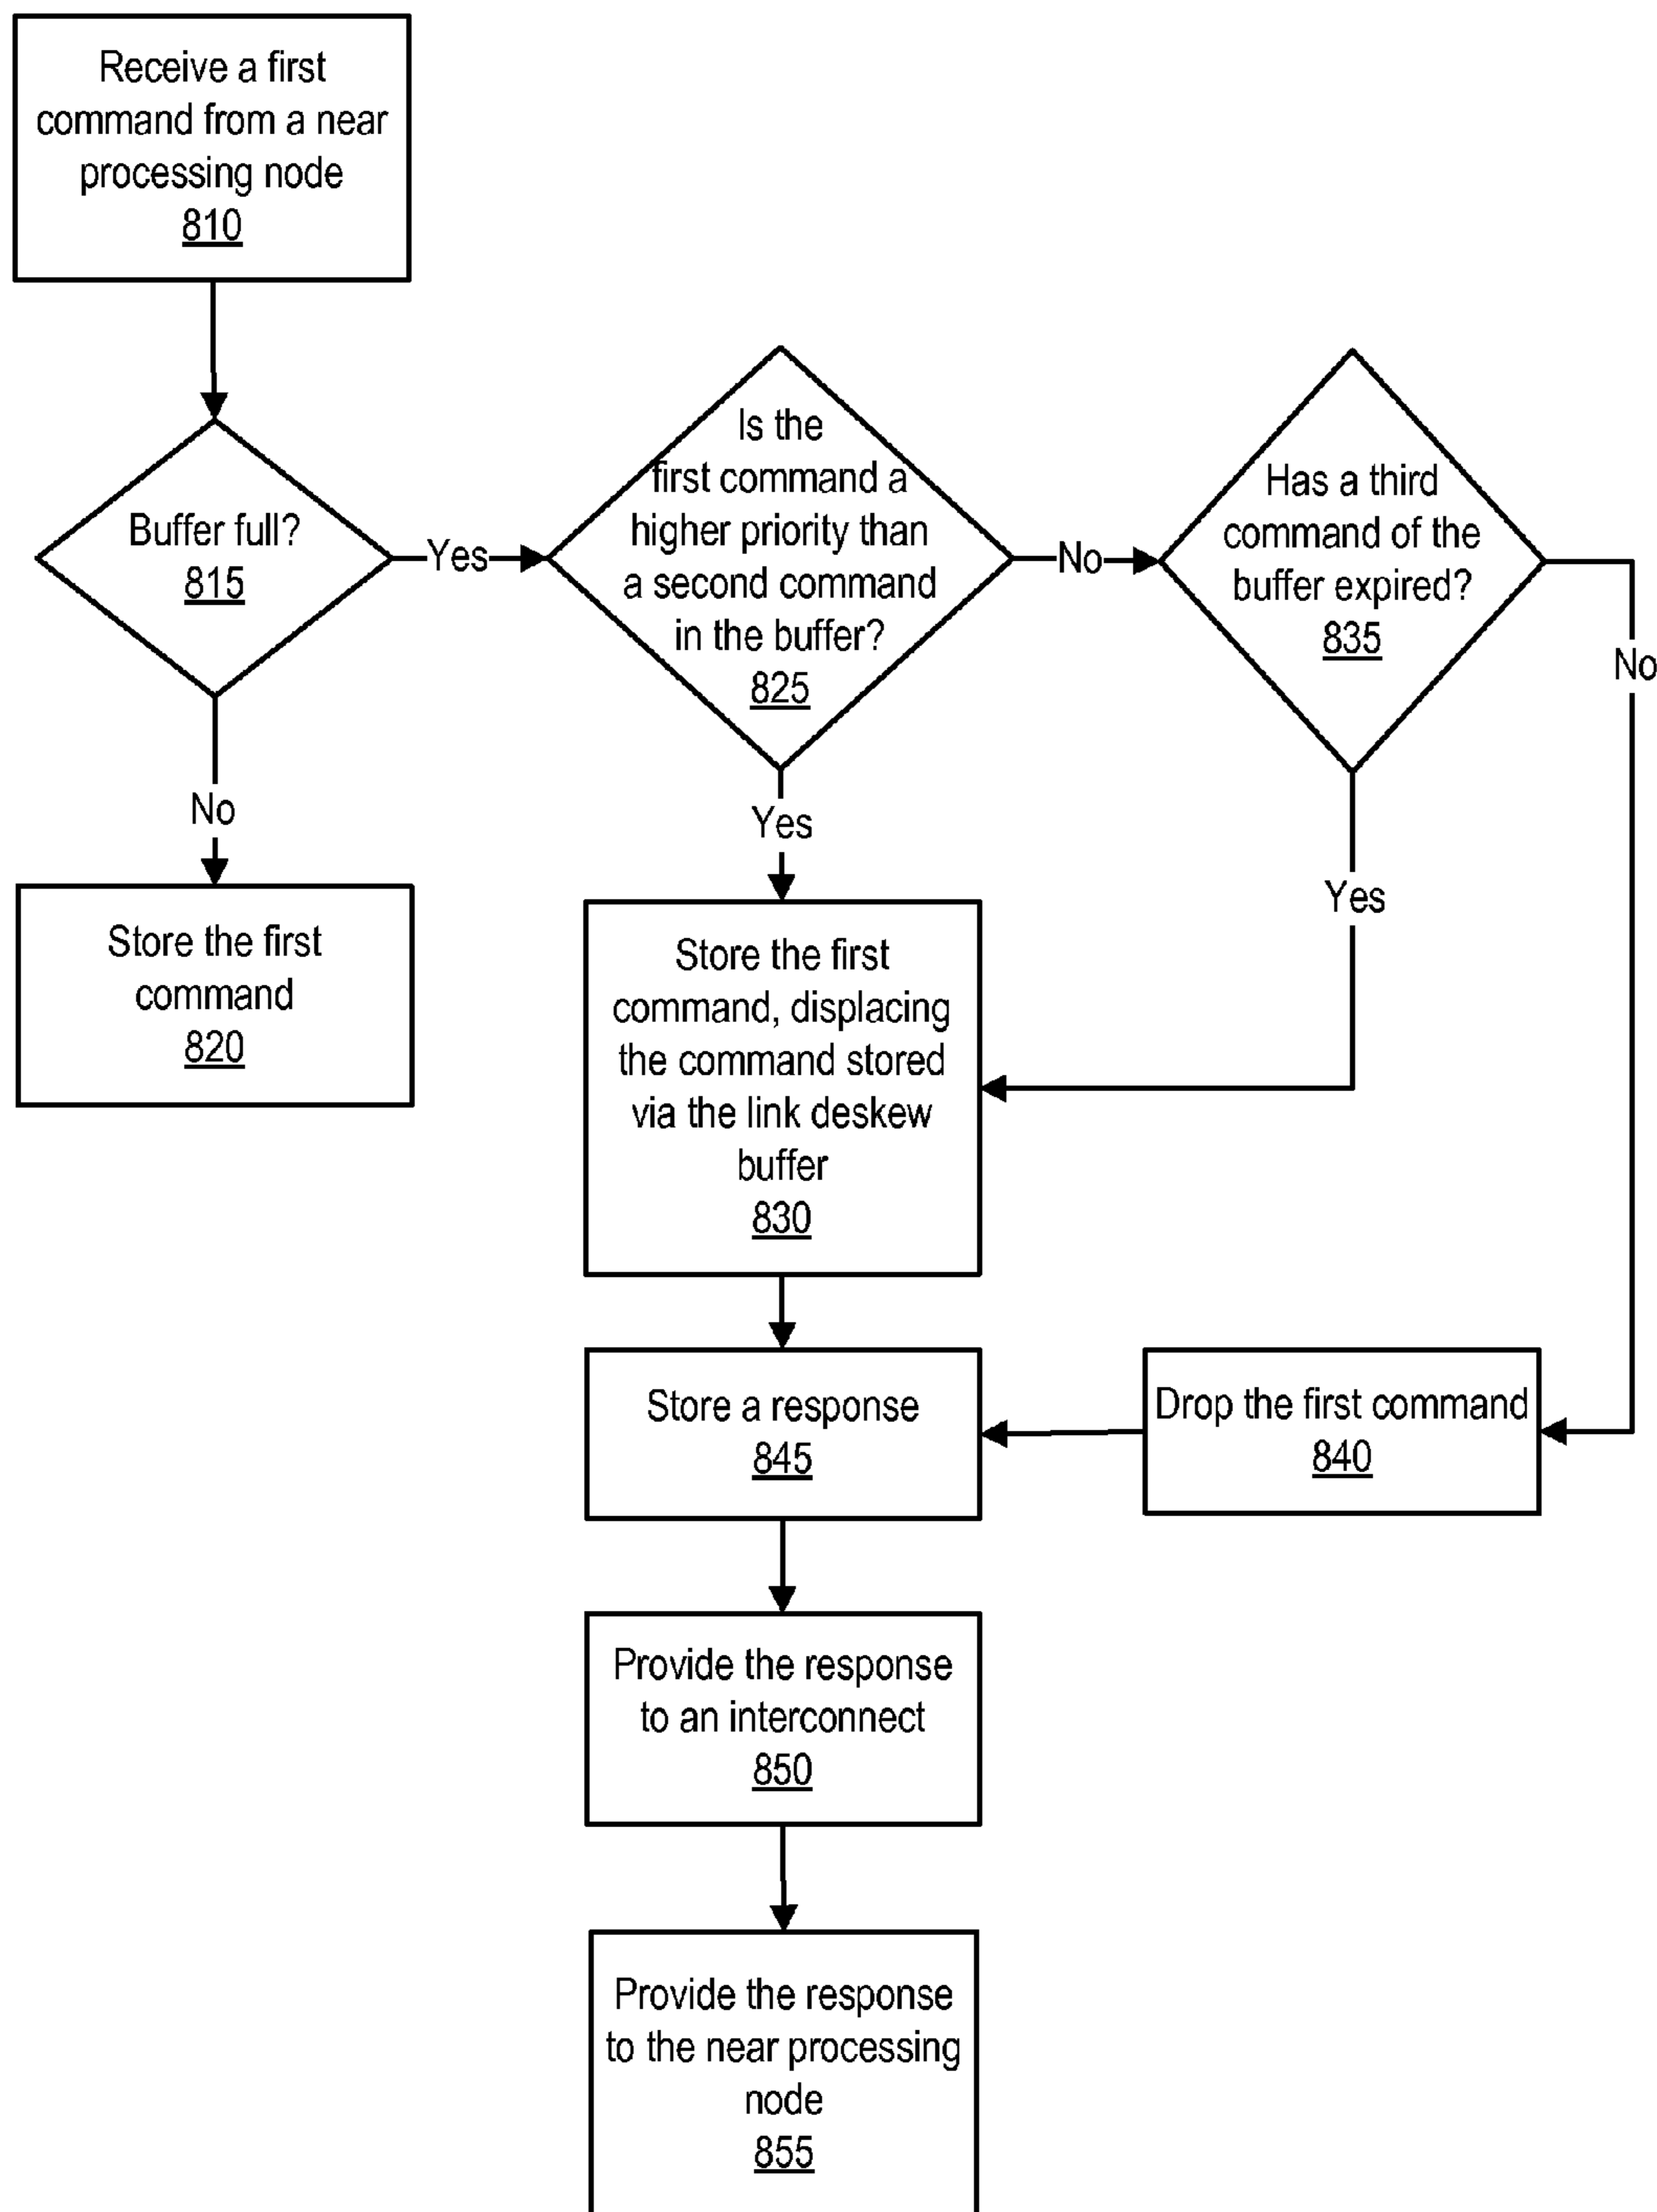 Receive a first
command from a near
processing node
810
Buffer full?
815
Yes
No
Store the first
command
820
Is the
first command a
higher priority than
a second command
in the buffer?
825
No
Yes
Has a third
command of the
buffer expired?
835
No
Yes
Store the first
command, displacing
the command stored
via the link deskew
buffer
830
Store a response
845
Drop the first command
840
Provide the response
to an interconnect
850
Provide the response
to the near processing
node
855